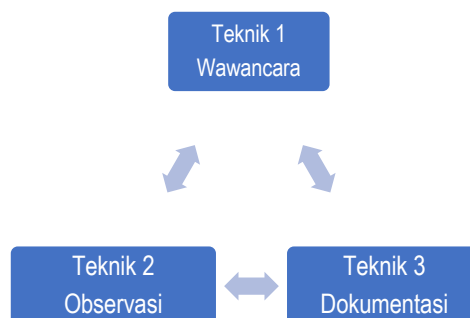 Teknik 1
Wawancara
Teknik 2
Observasi
Teknik 3
Dokumentasi